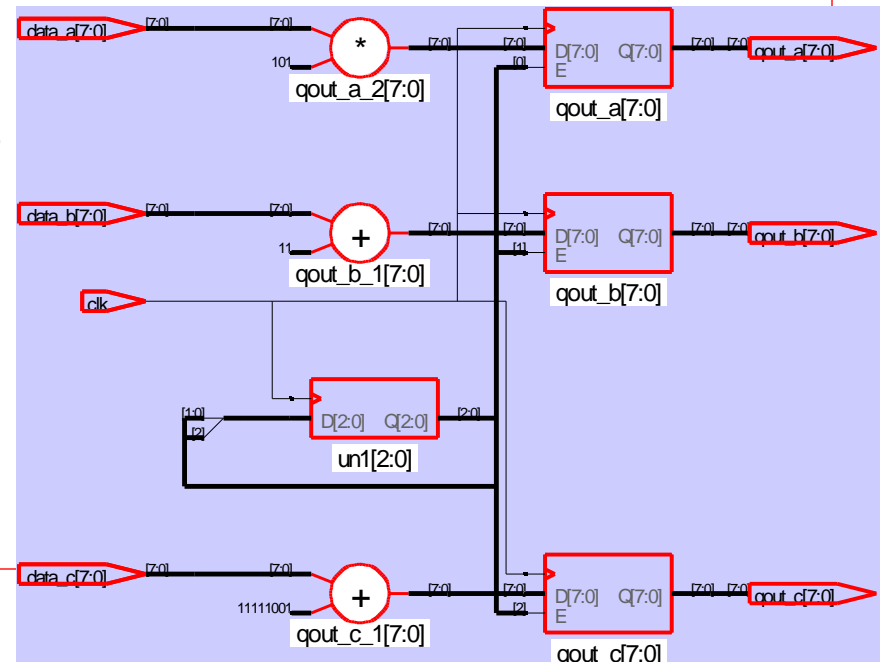 data_a[7:0] [7:0] [7:0] * [7:0] [7:0] D[7:0] Q[7:0] [7:0] [7:0] qout_a[7:0]
101 [0] E
qout_a_2[7:0]
qout_a[7:0]
data_b[7:0] [7:0] [7:0] + [7:0] [7:0] D[7:0] Q[7:0] [7:0] [7:0] qout_b[7:0]
11 [1] E
qout_b_1[7:0]
qout_b[7:0]
clk
[1:0] D[2:0] Q[2:0] [2:0]
[2]
un1[2:0]
data_c[7:0] [7:0] [7:0] + [7:0] [7:0] D[7:0] Q[7:0] [7:0] [7:0] qout_c[7:0]
11111001 [2] E
qout_c_1[7:0]
qout_c[7:0]